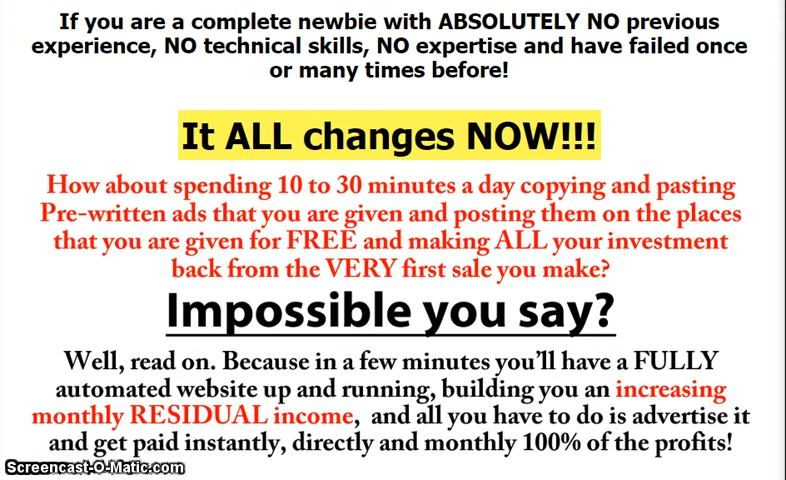 If you are a complete newbie with ABSOLUTELY NO previous
experience, NO technical skills, NO expertise and have failed once
or many times before!
It ALL changes NOW!!!
How about spending 10 to 30 minutes a day copying and pasting
Pre-written ads that you are given and posting them on the places
that you are given for FREE and making ALL your investment
back from the VERY first sale you make?
Impossible you say?
Well, read on. Because in a few minutes you’ll have a FULLY
automated website up and running, building you an increasing
monthly RESIDUAL income, and all you have to do is advertise it
and get paid instantly, directly and monthly 100% of the profits!
Screencast-O-Matic.com